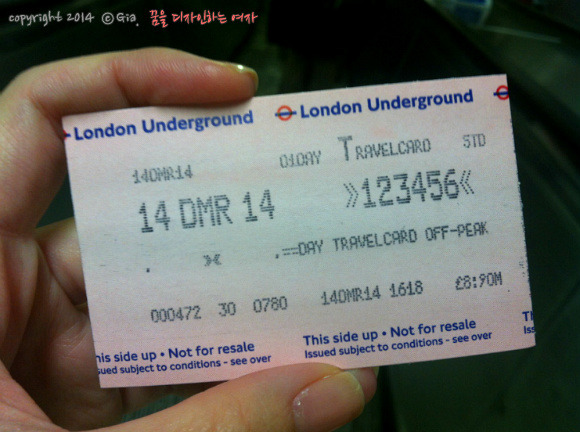 copyright 2014 ©Gia. 꿈을 디자인하는 여자
London Underground London Underground
14DMR14 01DAY TRAVELCARD STD
14 DMR 14 »123456«
.==DAY TRAVELCARD OFF-PEAK
000472 30 0780 14DMR14 1618 £8:90M
his side up • Not for resale This side up • Not for resale
ued subject to conditions - see over Issued subject to conditions - see over